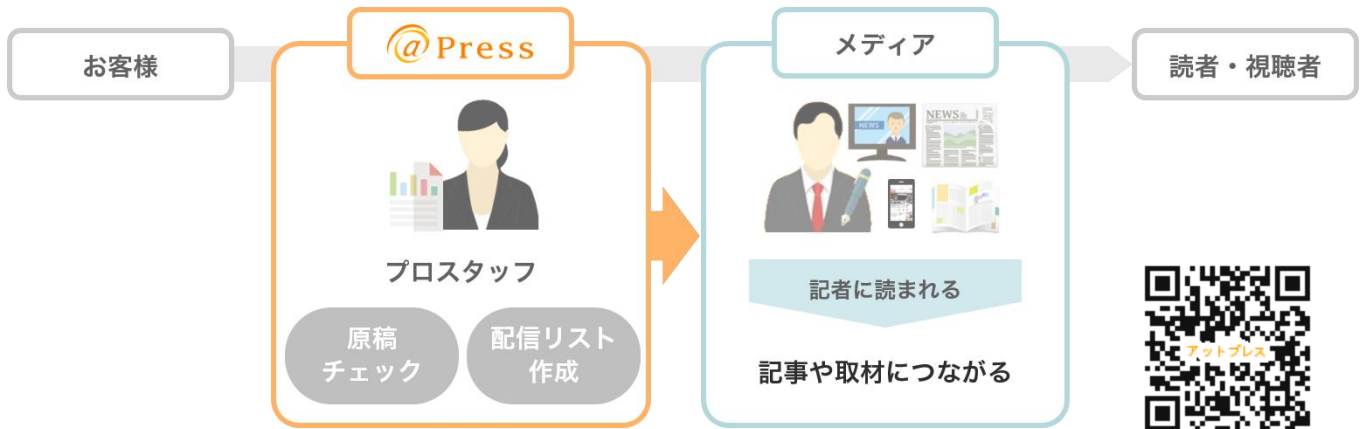 お客様
@Press
プロスタッフ
原稿
チェック
配信リスト
作成
メディア
NEWS
NEWS
記者に読まれる
記事や取材につながる
読者・視聴者
アットプレス